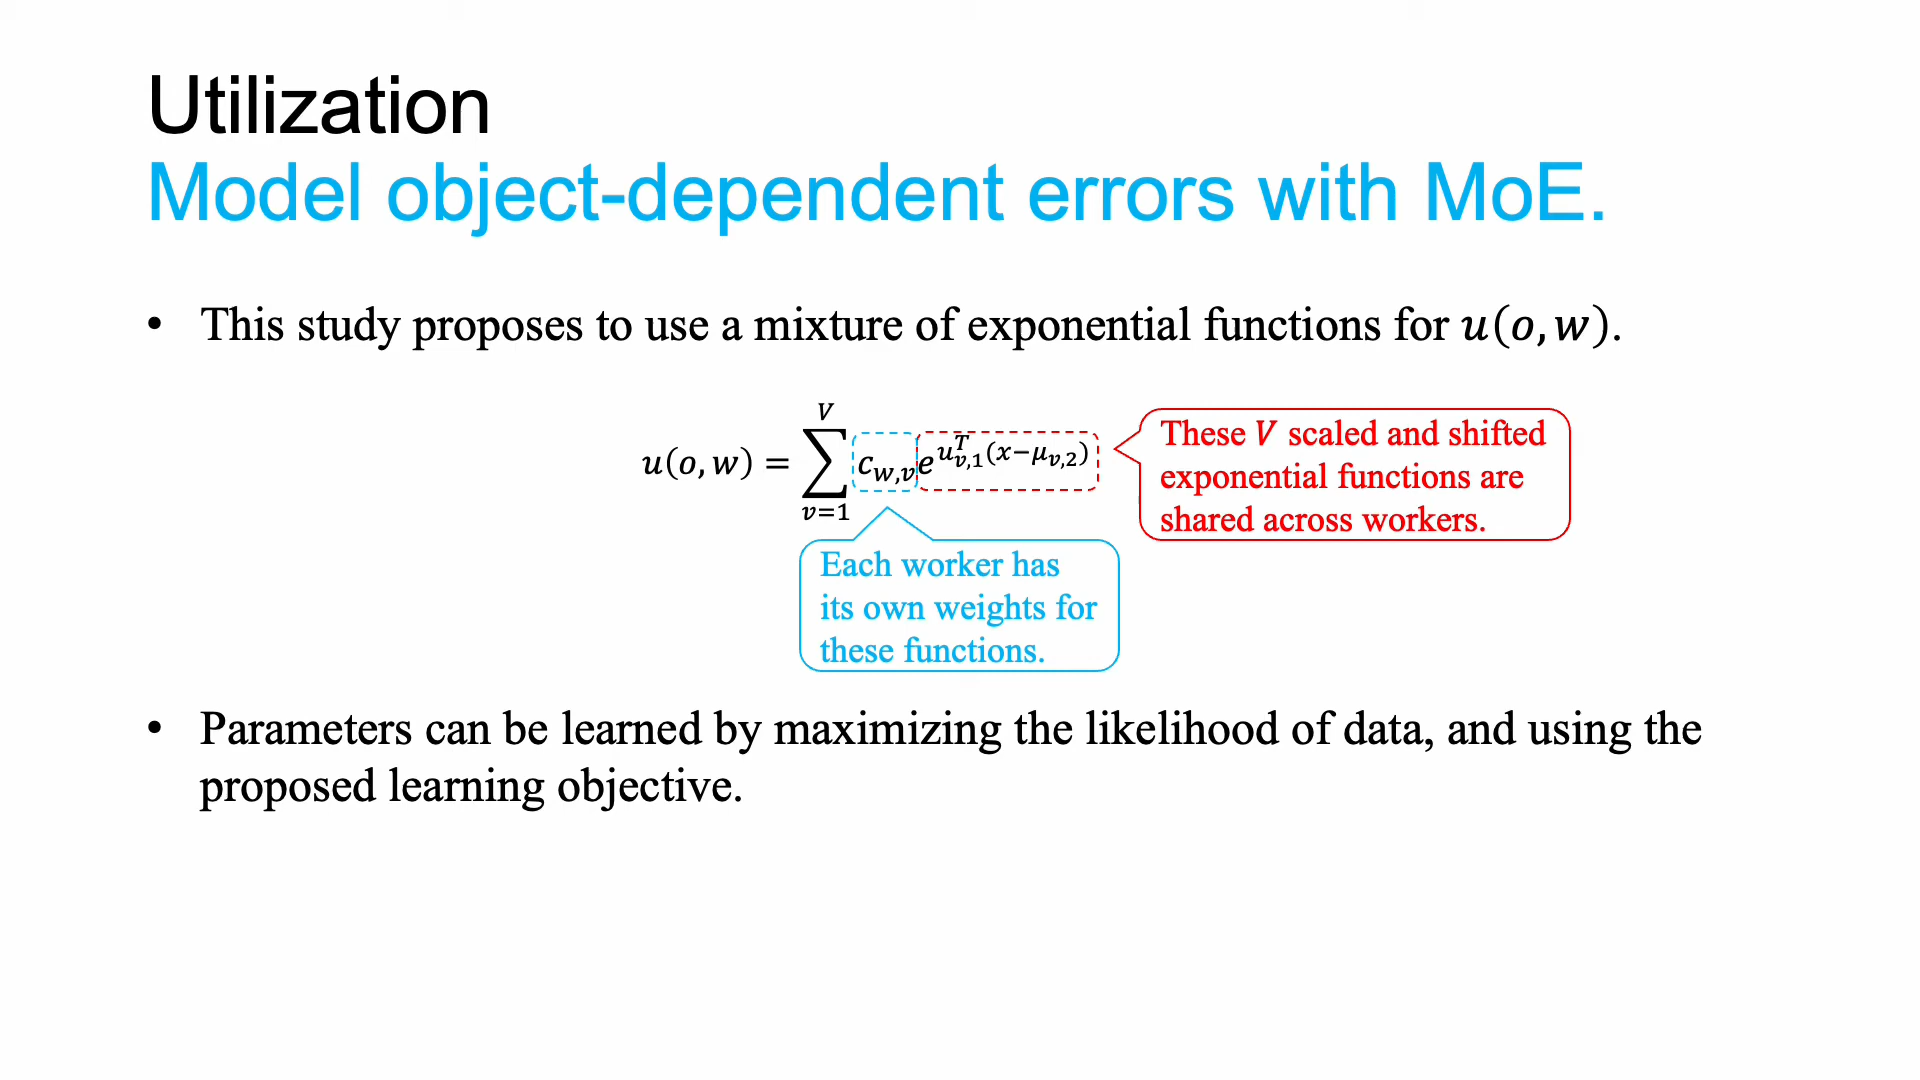 Utilization
Model object-dependent errors with MoE.
• This study proposes to use a mixture of exponential functions for 𝑢(𝑜, 𝑤).
$u(o, w) = \sum_{v=1}^{V} c_{w,v} e^{u_{v,1}^{T}(x-\mu_{v,2})}$
These V scaled and shifted
exponential functions are
shared across workers.
Each worker has
its own weights for
these functions.
• Parameters can be learned by maximizing the likelihood of data, and using the
proposed learning objective.